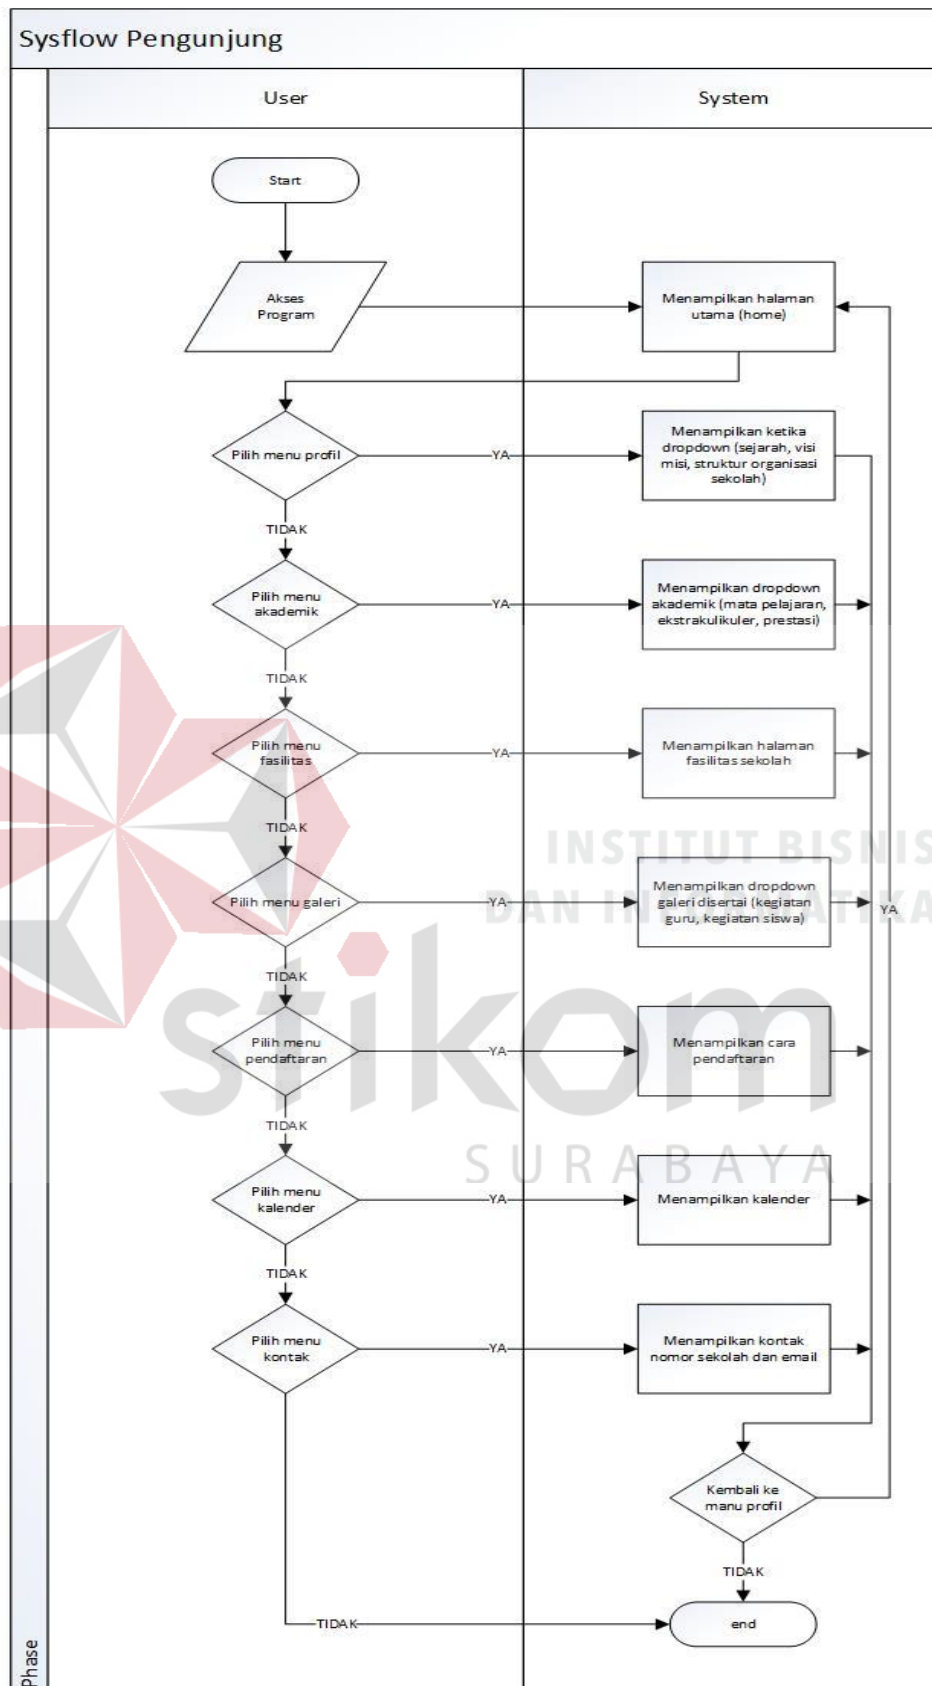 Sysflow Pengunjung
User
System
Start
Akses
Program
Menampilkan halaman
utama (home)
Pilih menu profil
YA
Menampilkan ketika
dropdown (sejarah, visi
misi, struktur organisasi
sekolah)
TIDAK
Pilih menu
akademik
YA
Menampilkan dropdown
akademik (mata pelajaran,
ekstrakulikuler, prestasi)
TIDAK
Pilih menu
fasilitas
YA
Menampilkan halaman
fasilitas sekolah
TIDAK
INSTITUT BISNIS
DAN INFORMATIKA
Pilih menu galeri
YA
Menampilkan dropdown
galeri disertai (kegiatan
guru, kegiatan siswa)
YA
TIDAK
stikom
Pilih menu
pendaftaran
YA
Menampilkan cara
pendaftaran
TIDAK
SURABAYA
Pilih menu
kalender
YA
Menampilkan kalender
TIDAK
Pilih menu
kontak
YA
Menampilkan kontak
nomor sekolah dan email
Kembali ke
manu profil
TIDAK
TIDAK
end
Phase